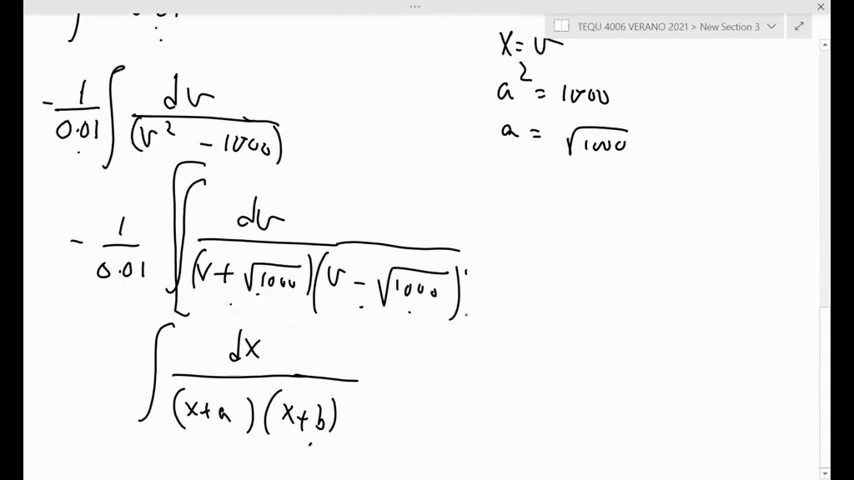 TEQU 4006 VERANO 2021 > New Section 3
x = v
a² = 1000
a = √1000
-1/0.01 ∫ dv/(v² - 1000)
- 1/0.01 [∫ dv/((v + √1000)(v - √1000))
∫ dx/((x+a)(x+b))